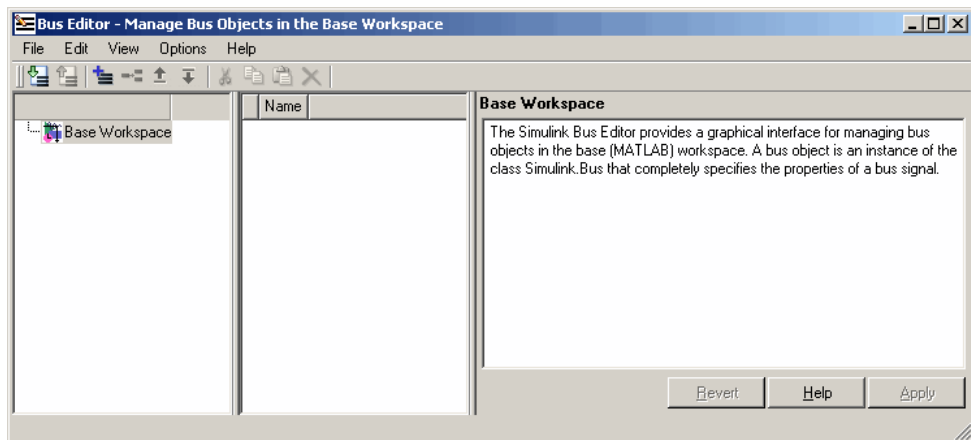 Bus Editor - Manage Bus Objects in the Base Workspace
File Edit View Options Help
Base Workspace
Name
Base Workspace
The Simulink Bus Editor provides a graphical interface for managing bus
objects in the base (MATLAB) workspace. A bus object is an instance of the
class Simulink.Bus that completely specifies the properties of a bus signal.
Revert Help Apply